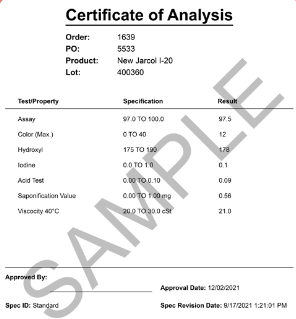 Certificate of Analysis
Order: 1639
PO: 5533
Product: New Jarcol I-20
Lot: 400360
Test/Property Specification Result
Assay 97.0 TO 100.0 97.5
Color (Max.) 0 TO 40 12
Hydroxyl 175 TO 190 178
Iodine 0.0 TO 1.0 0.1
Acid Test 0.00 TO 0.10 0.09
Saponification Value 0.00 TO 1.00 mg 0.56
Viscosity 40°C 20.0 TO 30.0 cSt 21.0
SAMPLE
Approved By:
Approval Date: 12/02/2021
Spec ID: Standard Spec Revision Date: 9/17/2021 1:21:01 PM